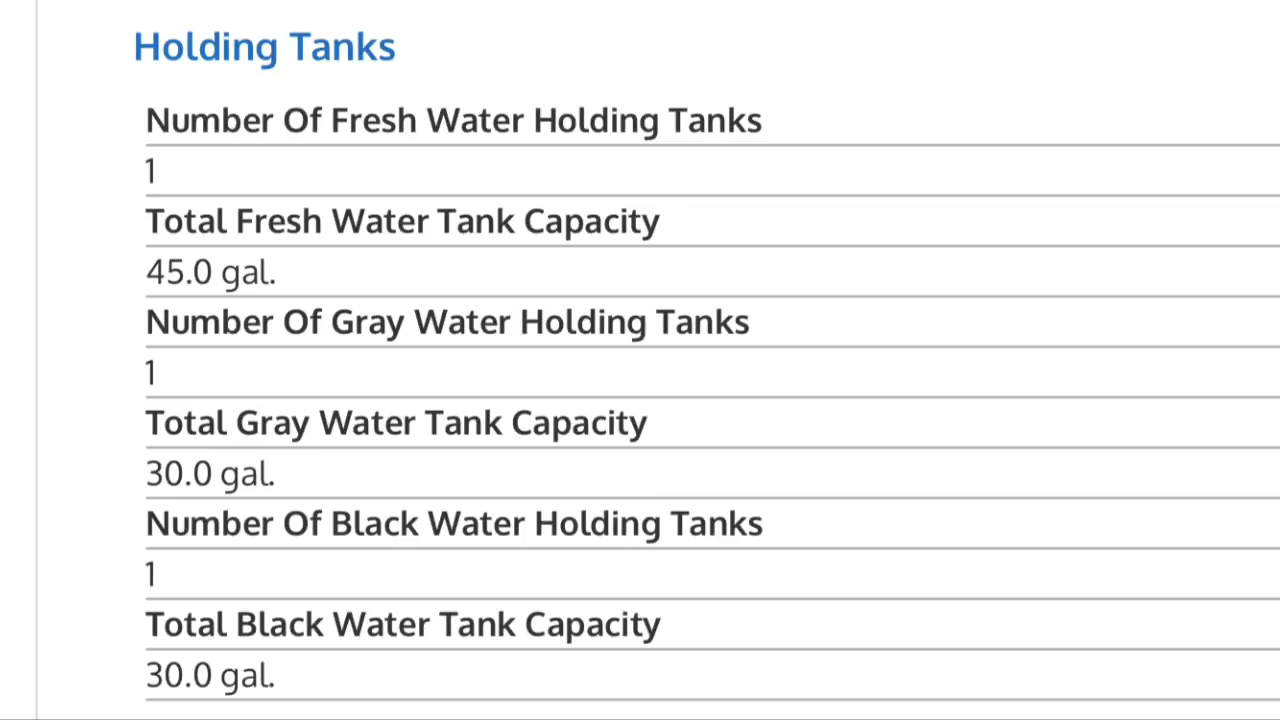 Holding Tanks
Number Of Fresh Water Holding Tanks
1
Total Fresh Water Tank Capacity
45.0 gal.
Number Of Gray Water Holding Tanks
1
Total Gray Water Tank Capacity
30.0 gal.
Number Of Black Water Holding Tanks
1
Total Black Water Tank Capacity
30.0 gal.